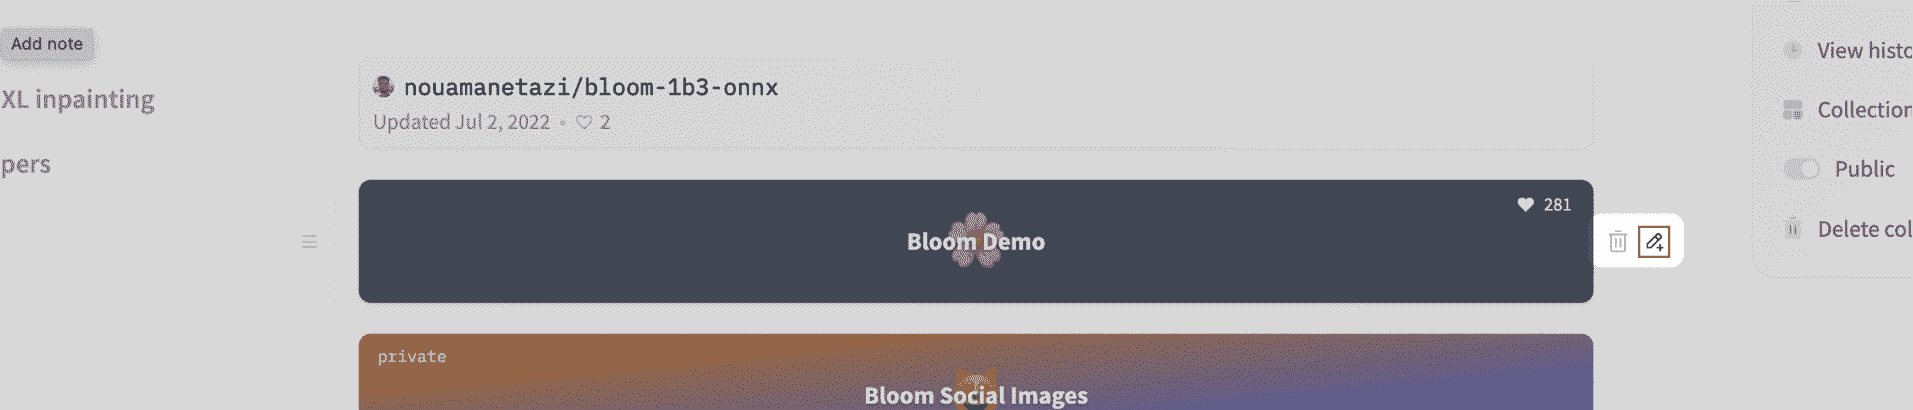 Add note
XL inpainting
pers
nouamanetazi/bloom-1b3-onnx
Updated Jul 2, 2022 • ♡ 2
281
Bloom Demo
private
Bloom Social Images
View histo
Collection
Public
Delete col